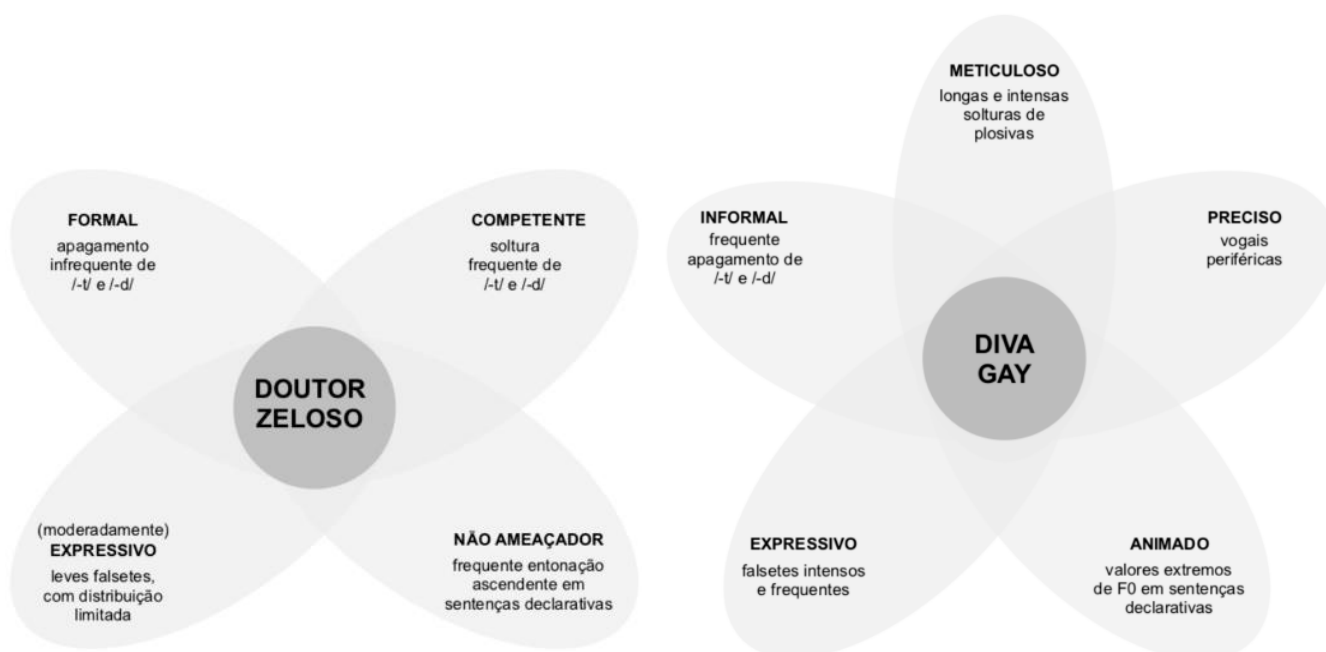 FORMAL
apagamento
infrequente de
/-t/ e /-d/
COMPETENTE
soltura
frequente de
/-t/ e /-d/
DOUTOR
ZELOSO
(moderadamente)
EXPRESSIVO
leves falsetes,
com distribuição
limitada
NÃO AMEAÇADOR
frequente entonação
ascendente em
sentenças declarativas
METICULOSO
longas e intensas
solturas de
plosivas
INFORMAL
frequente
apagamento de
/-t/ e /-d/
PRECISO
vogais
periféricas
DIVA
GAY
EXPRESSIVO
falsetes intensos
e frequentes
ANIMADO
valores extremos
de F0 em sentenças
declarativas